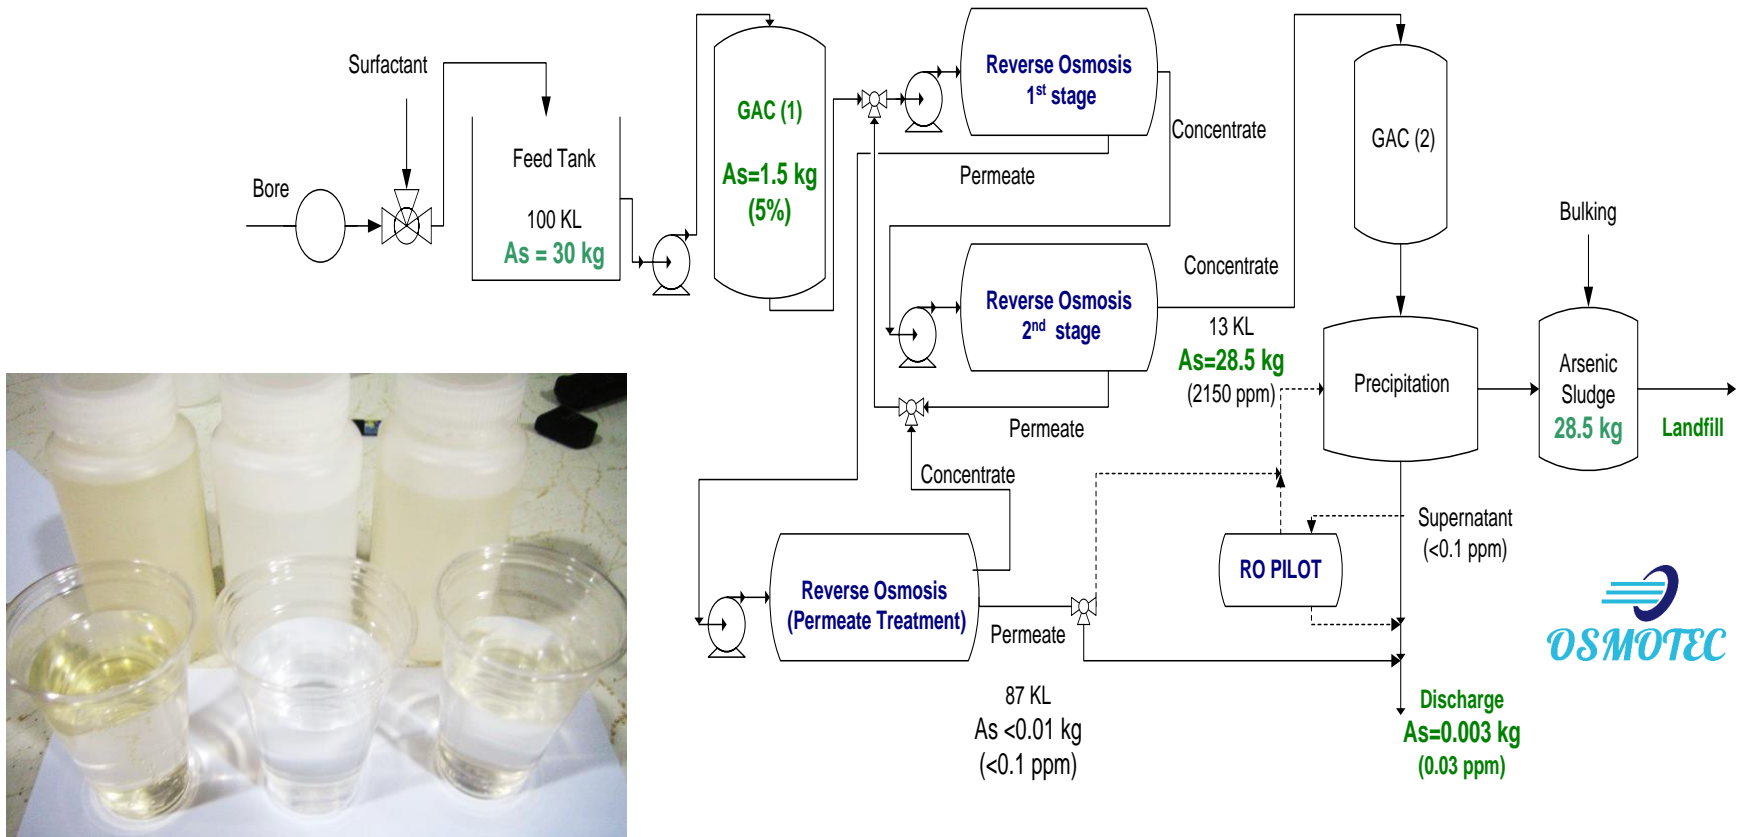 Surfactant
Bore
Feed Tank
100 KL
As = 30 kg
GAC (1)
As=1.5 kg
(5%)
Reverse Osmosis
1st stage
Concentrate
Permeate
Reverse Osmosis
2nd stage
Concentrate
13 KL
As=28.5 kg
(2150 ppm)
Permeate
Concentrate
GAC (2)
Precipitation
Bulking
Arsenic
Sludge
28.5 kg
Landfill
Supernatant
(<0.1 ppm)
RO PILOT
Reverse Osmosis
(Permeate Treatment)
Permeate
87 KL
As <0.01 kg
(<0.1 ppm)
Discharge
As=0.003 kg
(0.03 ppm)
OSMOTEC